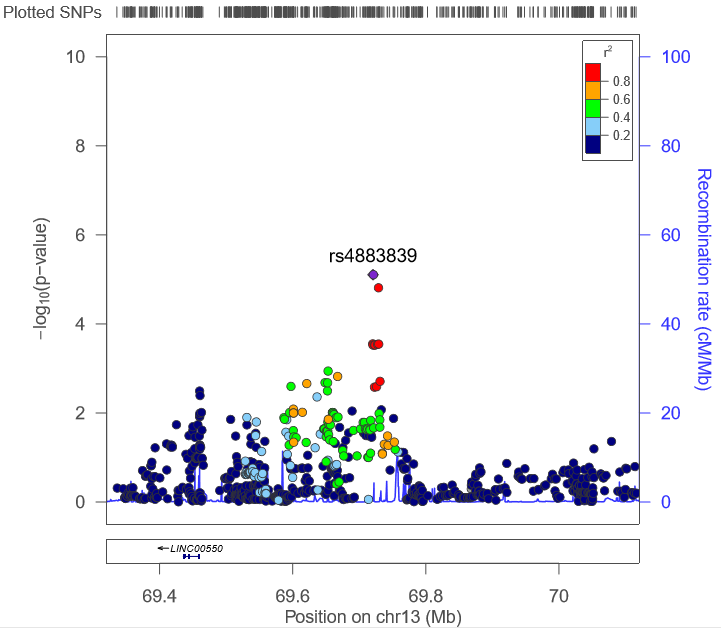 Plotted SNPs
10
8
6
4
2
0
−log10(p−value)
100
80
60
40
20
0
Recombination rate (cM/Mb)
r2
0.8
0.6
0.4
0.2
rs4883839
LINC00550
69.4
69.6
69.8
70
Position on chr13 (Mb)